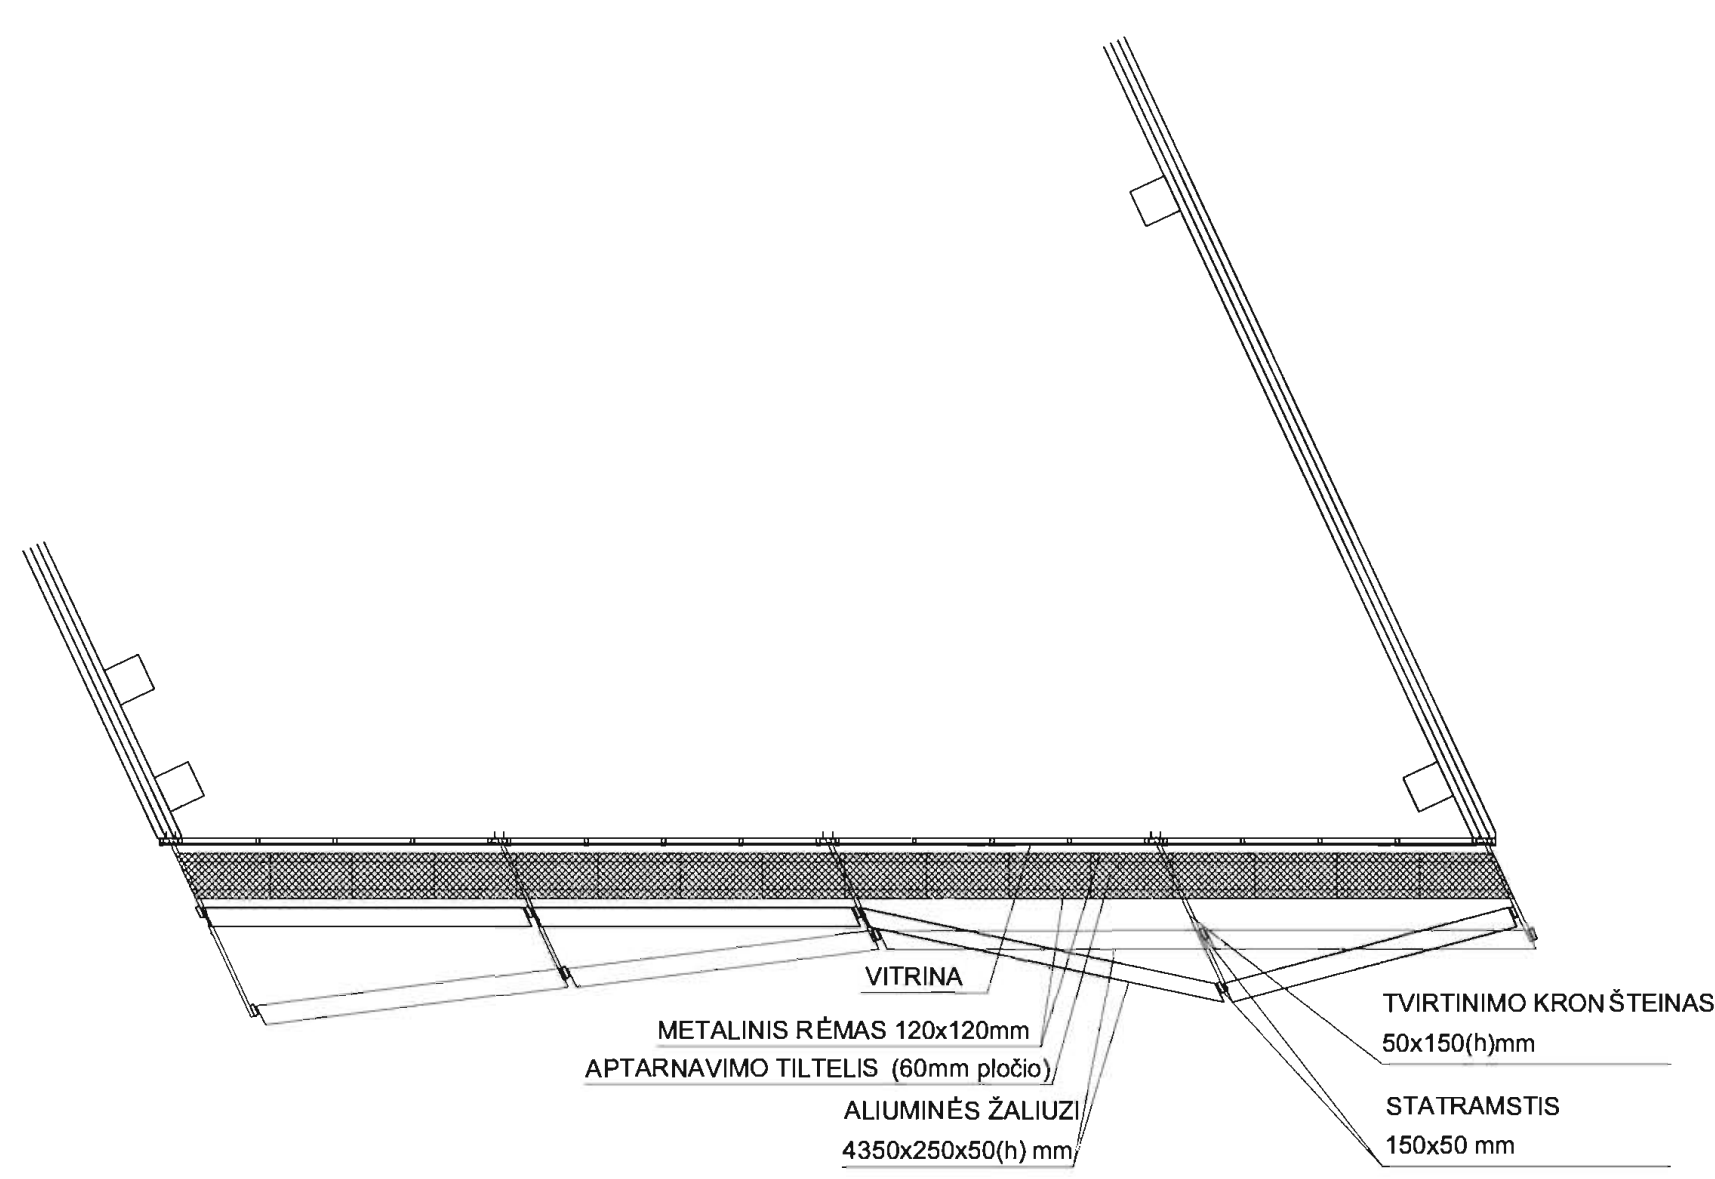 VITRINA
METALINIS RĖMAS 120x120mm
APTARNAVIMO TILTELIS (60mm pločio)
ALIUMINĖS ŽALIUZI
4350x250x50(h) mm
TVIRTINIMO KRONŠTEINAS
50x150(h)mm
STATRAMSTIS
150x50 mm